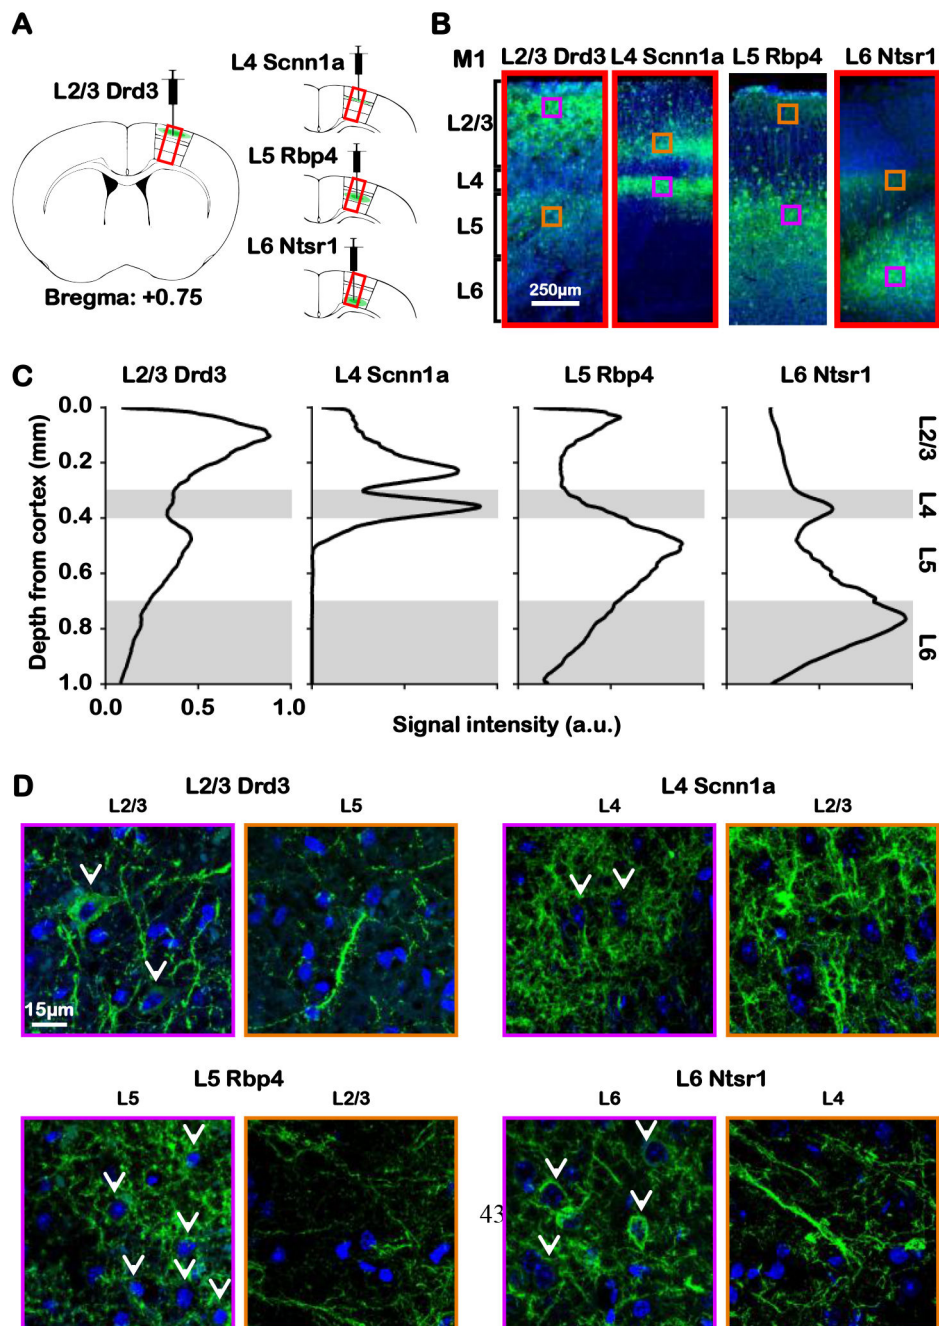 A
L2/3 Drd3
Bregma: +0.75
L4 Scnn1a
L5 Rbp4
L6 Ntsr1
B
M1 L2/3 Drd3 L4 Scnn1a L5 Rbp4 L6 Ntsr1
L2/3
L4
L5
L6
250µm
C
L2/3 Drd3 L4 Scnn1a L5 Rbp4 L6 Ntsr1
Depth from cortex (mm)
0.0
0.2
0.4
0.6
0.8
1.0
0.0 0.5 1.0
Signal intensity (a.u.)
L2/3
L4
L5
L6
D
L2/3 Drd3
L2/3 L5
15µm
L4 Scnn1a
L4 L2/3
L5 Rbp4
L5 L2/3
L6 Ntsr1
L6 L4
43